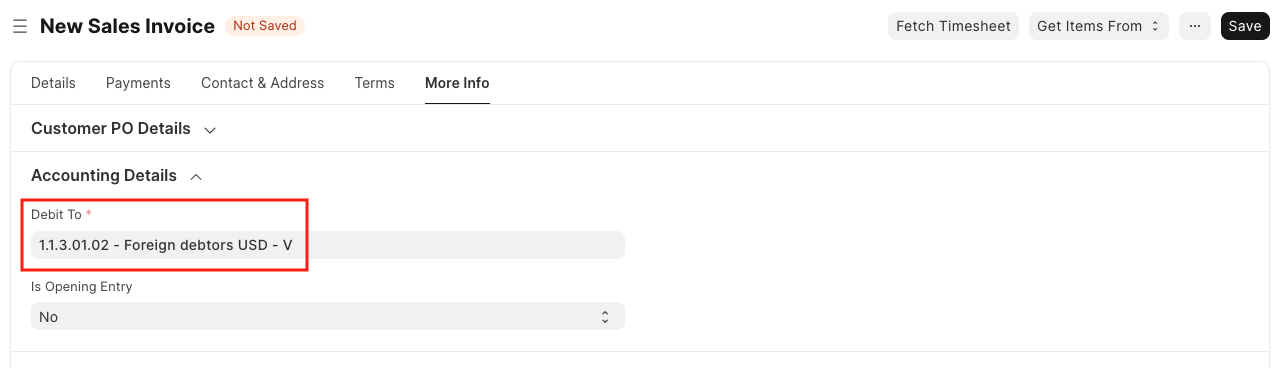 New Sales Invoice Not Saved Fetch Timesheet Get Items From ... Save
Details Payments Contact & Address Terms More Info
Customer PO Details
Accounting Details
Debit To *
1.1.3.01.02 - Foreign debtors USD - V
Is Opening Entry
No